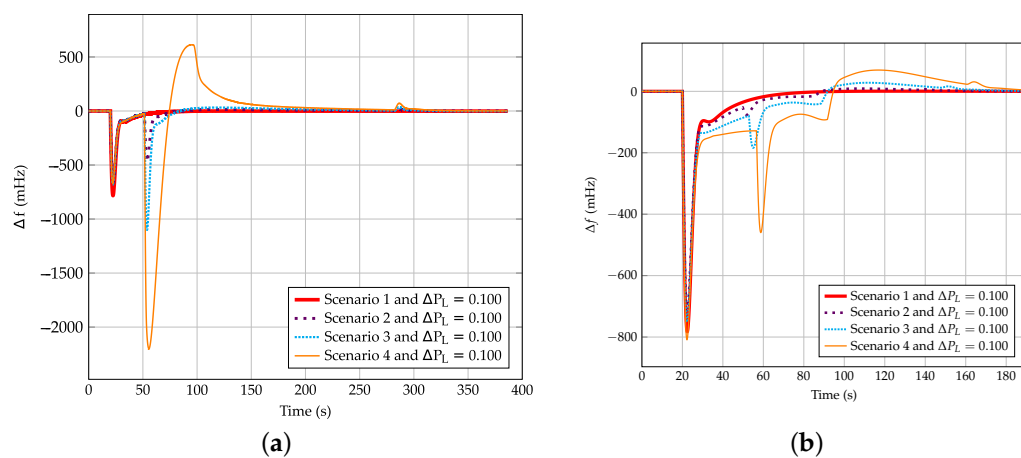 500
0
−500
−1000
−1500
−2000
Δf (mHz)
0 50 100 150 200 250 300 350 400
Time (s)
Scenario 1 and ΔP_L = 0.100
Scenario 2 and ΔP_L = 0.100
Scenario 3 and ΔP_L = 0.100
Scenario 4 and ΔP_L = 0.100
(a)
0
−200
−400
−600
−800
Δf (mHz)
0 20 40 60 80 100 120 140 160 180
Time (s)
Scenario 1 and ΔP_L = 0.100
Scenario 2 and ΔP_L = 0.100
Scenario 3 and ΔP_L = 0.100
Scenario 4 and ΔP_L = 0.100
(b)